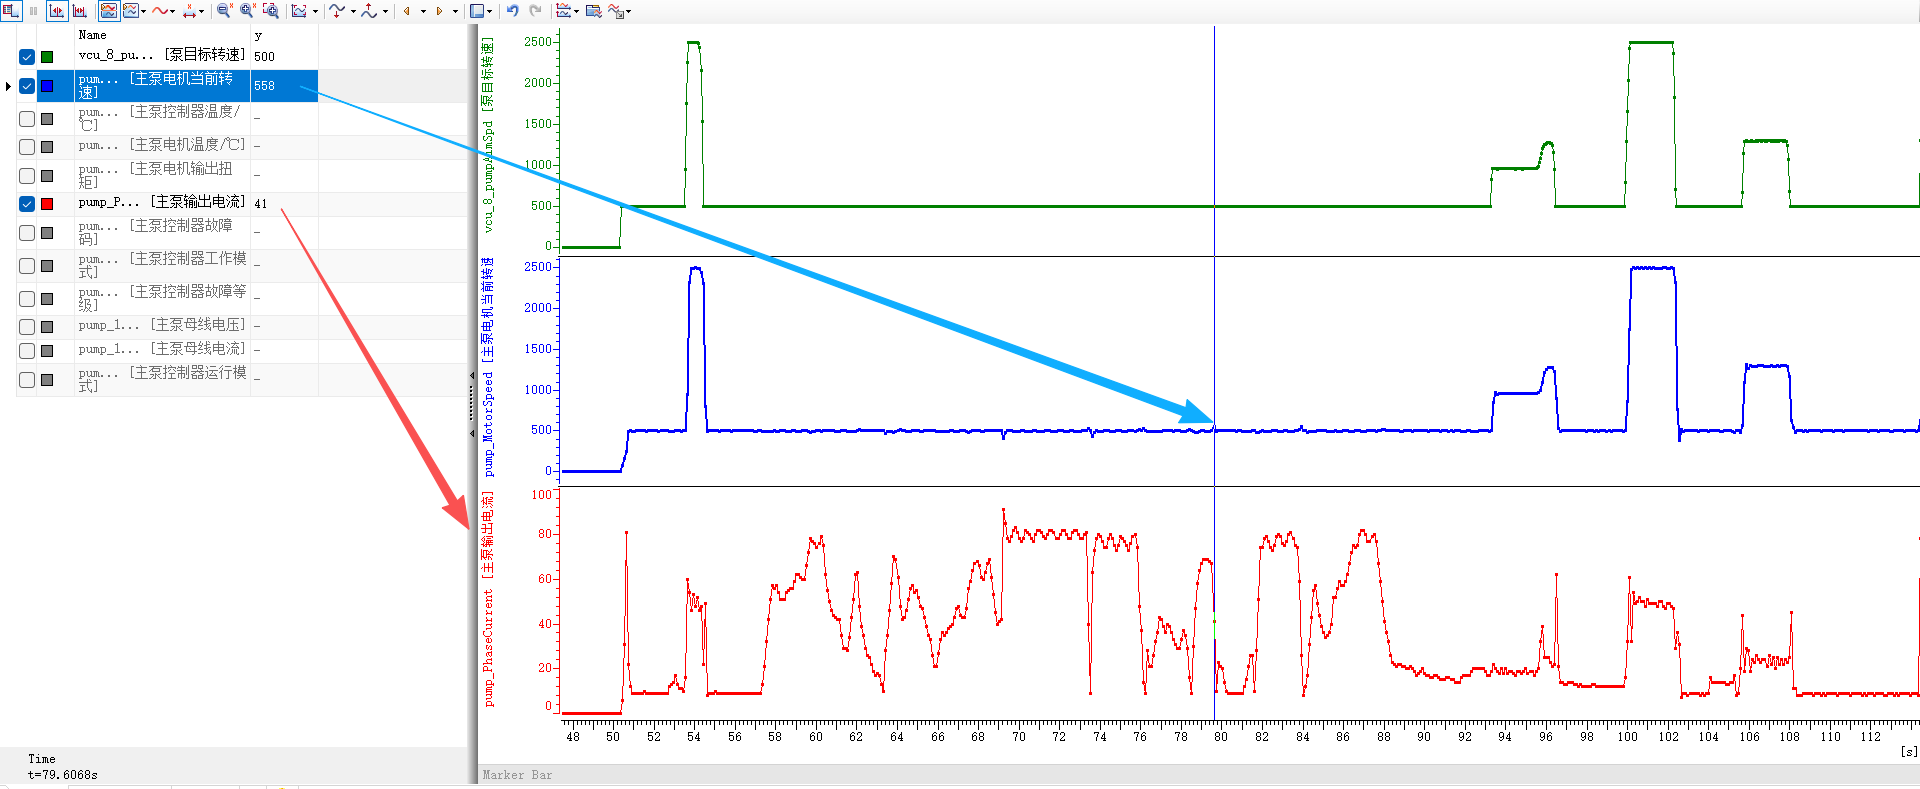 Name y
vcu_8_pu... [泵目标转速] 500
pum... [主泵电机当前转
速] 558
pum... [主泵控制器温度/
℃] -
pum... [主泵电机温度/℃] -
pum... [主泵电机输出扭
矩] -
pump_P... [主泵输出电流] 41
pum... [主泵控制器故障
码] -
pum... [主泵控制器工作模
式] -
pum... [主泵控制器故障等
级] -
pump_1... [主泵母线电压] -
pump_1... [主泵母线电流] -
pum... [主泵控制器运行模
式] -
Time
t=79.6068s
vcu_8_pumpAimSpd [泵目标转速]
2500
2000
1500
1000
500
0
pump_MotorSpeed [主泵电机当前转速
2500
2000
1500
1000
500
0
pump_PhaseCurrent [主泵输出电流]
100
80
60
40
20
0
48 50 52 54 56 58 60 62 64 66 68 70 72 74 76 78 80 82 84 86 88 90 92 94 96 98 100 102 104 106 108 110 112
[s]
Marker Bar